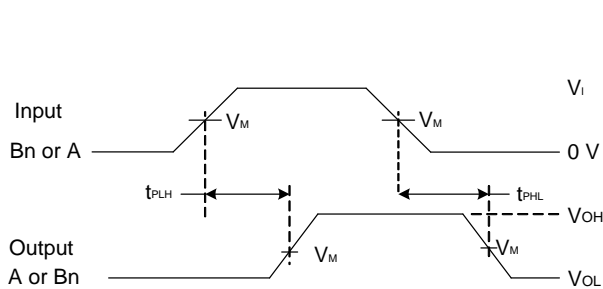 Input
VM
VM
VI
Bn or A
0 V
tPLH
tPHL
VOH
Output
VM
VM
A or Bn
VOL